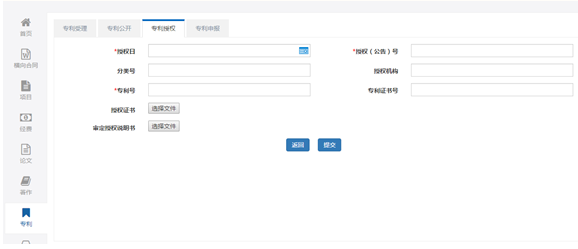 首页
横向合同
项目
经费
论文
著作
专利
专利受理 专利公开 专利授权 专利申报
*授权日 *授权（公告）号
分类号 授权机构
*专利号 专利证书号
授权证书 选择文件
审定授权说明书 选择文件
返回 提交